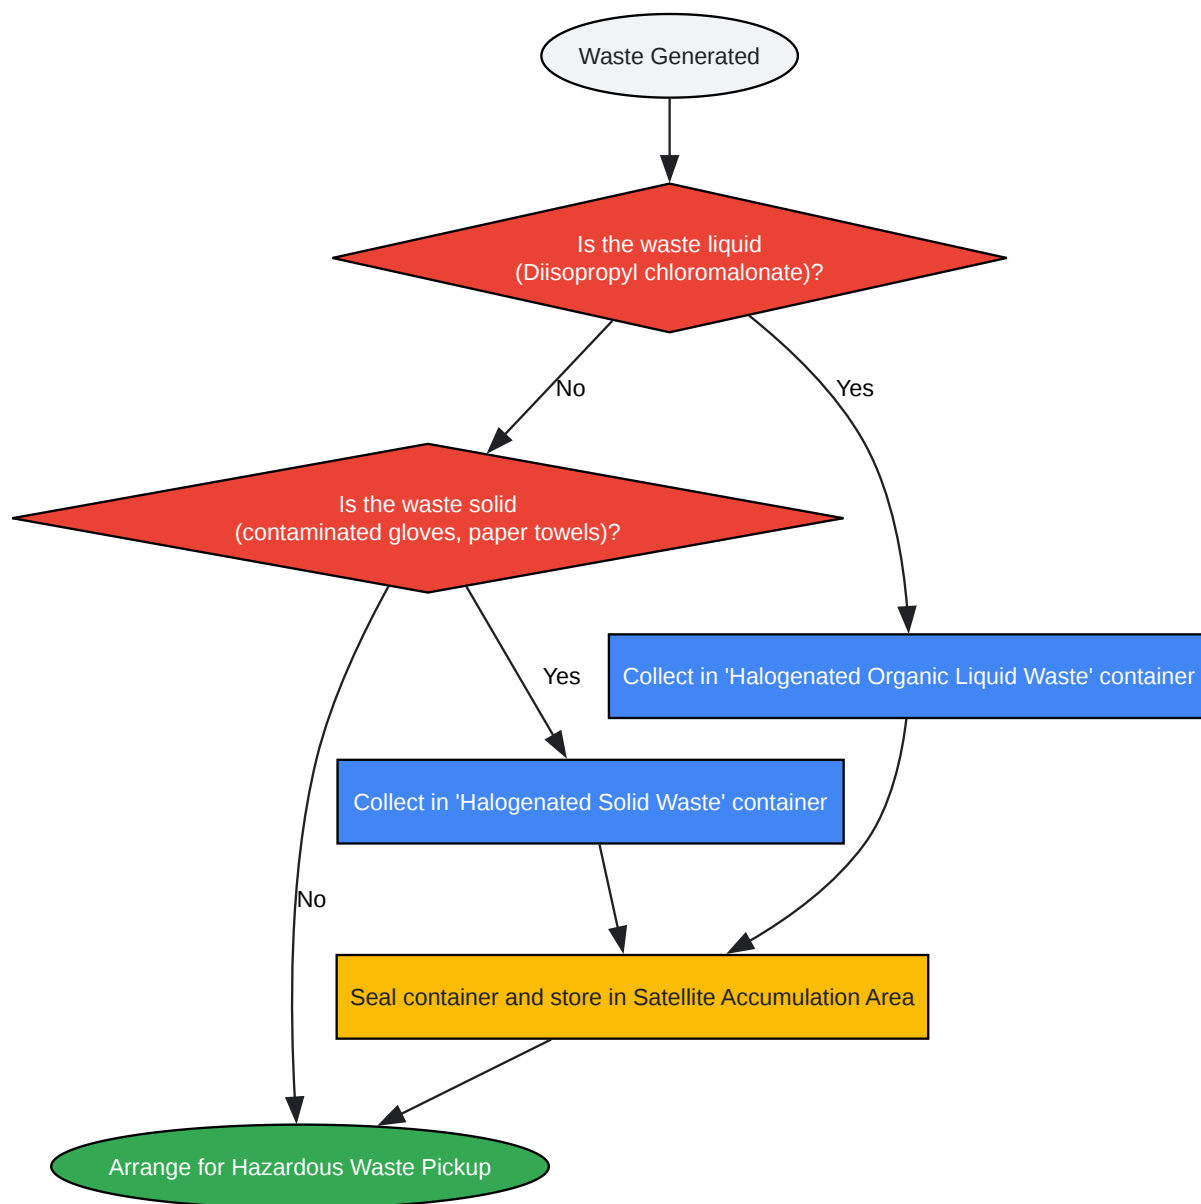 Waste Generated
Is the waste liquid
(Diisopropyl chloromalonate)?
No
Yes
Is the waste solid
(contaminated gloves, paper towels)?
Yes
Collect in 'Halogenated Organic Liquid Waste' container
Collect in 'Halogenated Solid Waste' container
No
Seal container and store in Satellite Accumulation Area
Arrange for Hazardous Waste Pickup